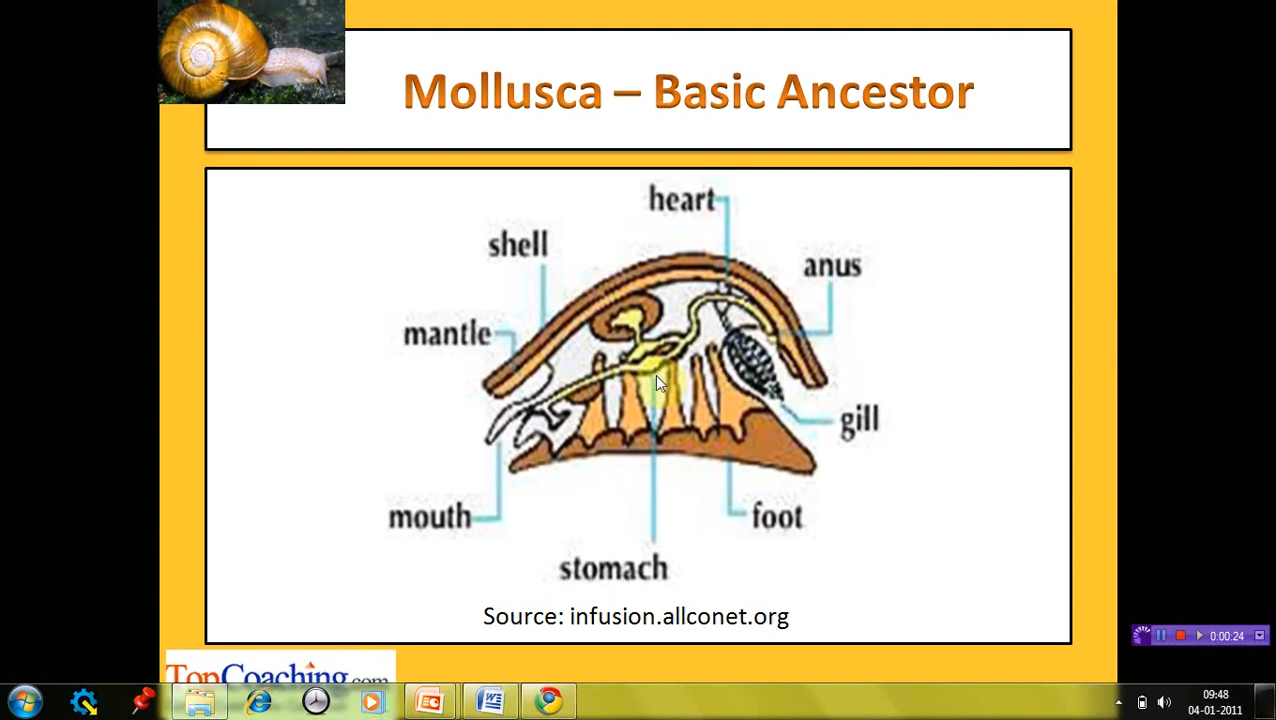 Mollusca – Basic Ancestor
heart
shell
anus
mantle
gill
mouth
foot
stomach
Source: infusion.allconet.org
TopCoaching.com
0:00:24
09:48
04-01-2011